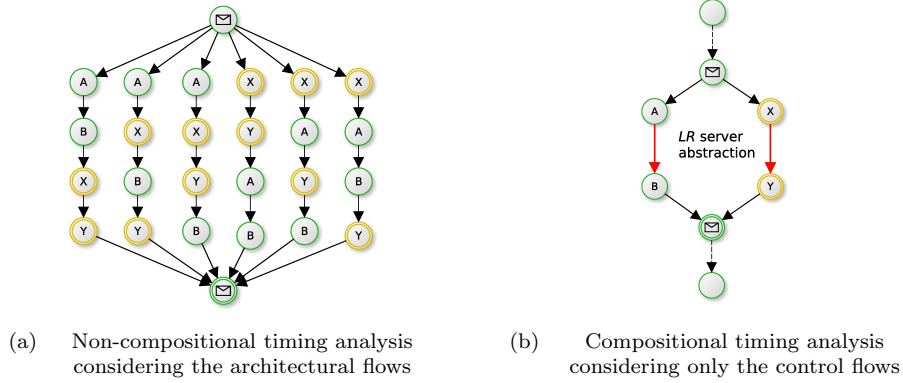 A A A X X X
B X X Y A A
X B Y A Y B
Y Y B B B Y
A X
LR server
abstraction
B Y
(a) Non-compositional timing analysis
considering the architectural flows
(b) Compositional timing analysis
considering only the control flows